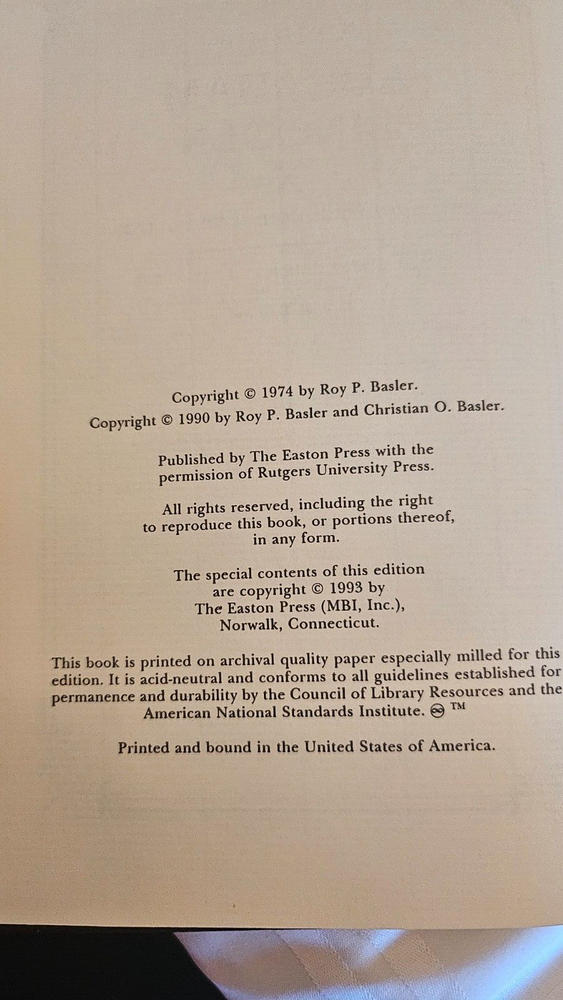 Copyright © 1974 by Roy P. Basler.
Copyright © 1990 by Roy P. Basler and Christian O. Basler.
Published by The Easton Press with the
permission of Rutgers University Press.
All rights reserved, including the right
to reproduce this book, or portions thereof,
in any form.
The special contents of this edition
are copyright © 1993 by
The Easton Press (MBI, Inc.),
Norwalk, Connecticut.
This book is printed on archival quality paper especially milled for this
edition. It is acid-neutral and conforms to all guidelines established for
permanence and durability by the Council of Library Resources and the
American National Standards Institute. ♾ ™
Printed and bound in the United States of America.